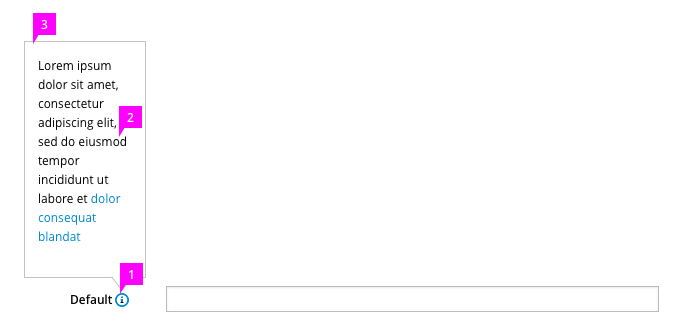 3
Lorem ipsum
dolor sit amet,
consectetur
adipiscing elit,
2
sed do eiusmod
tempor
incididunt ut
labore et dolor
consequat
blandat
1
Default